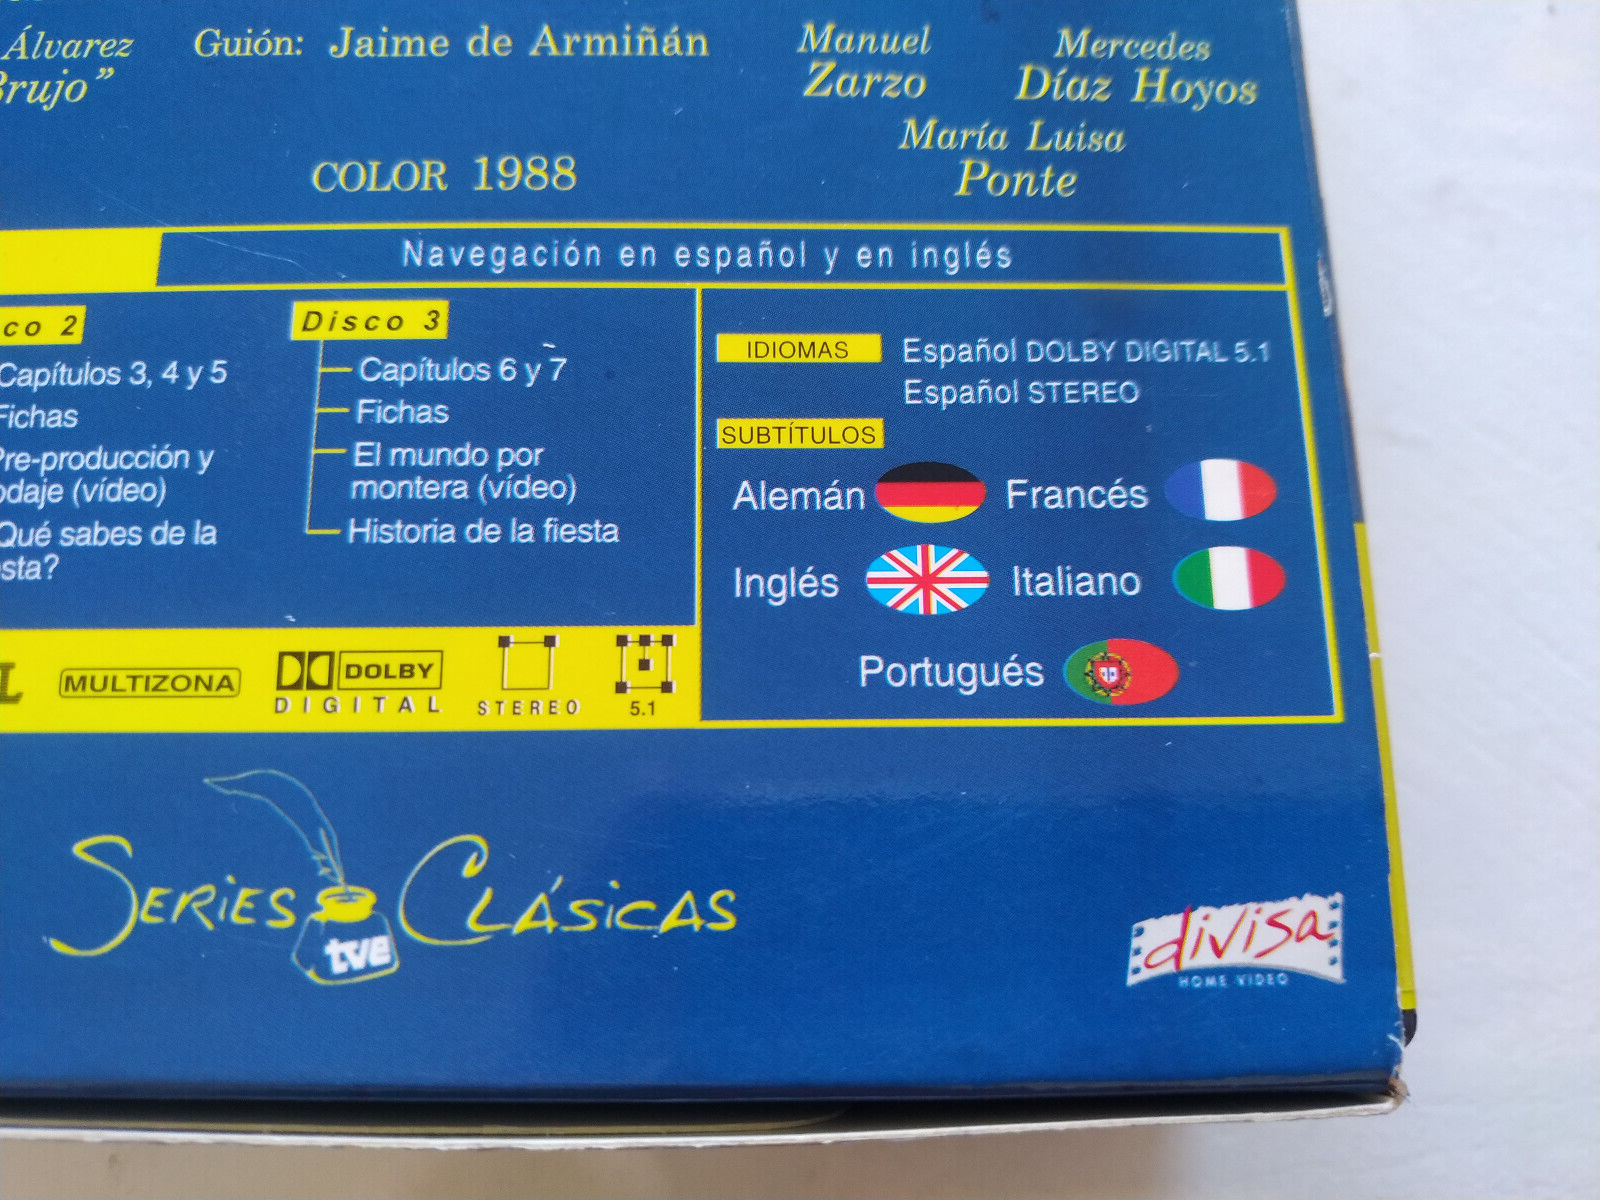 Álvarez
Brujo”
Guión: Jaime de Armiñán
Manuel
Zarzo
Mercedes
Díaz Hoyos
María Luisa
Ponte
COLOR 1988
Navegación en español y en inglés
co 2
Capítulos 3, 4 y 5
Fichas
Pre-producción y
odaje (vídeo)
Qué sabes de la
sta?
Disco 3
Capítulos 6 y 7
Fichas
El mundo por
montera (vídeo)
Historia de la fiesta
IDIOMAS
Español DOLBY DIGITAL 5.1
Español STEREO
SUBTÍTULOS
Alemán
Francés
Inglés
Italiano
Portugués
L
MULTIZONA
DOLBY
DIGITAL
STEREO
5.1
SERIES CLÁSICAS
tve
divisa
HOME VIDEO